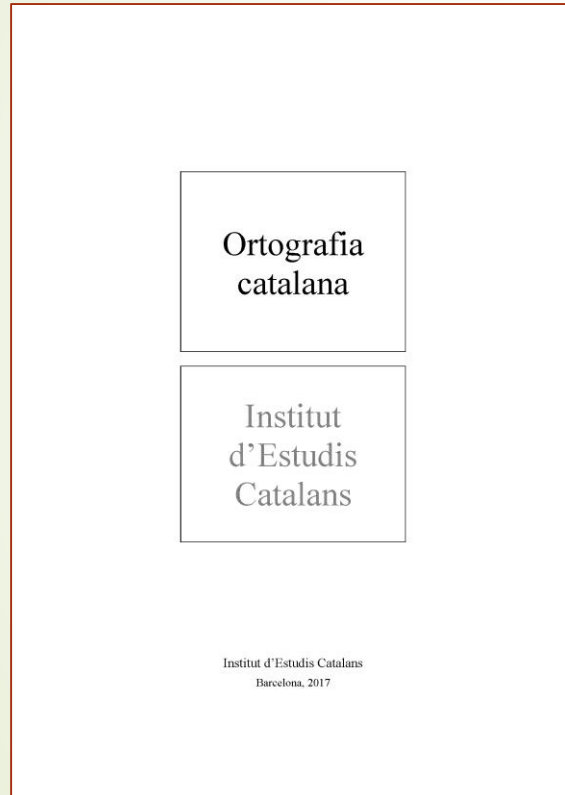 Ortografia
catalana
Institut
d’Estudis
Catalans
Institut d’Estudis Catalans
Barcelona, 2017